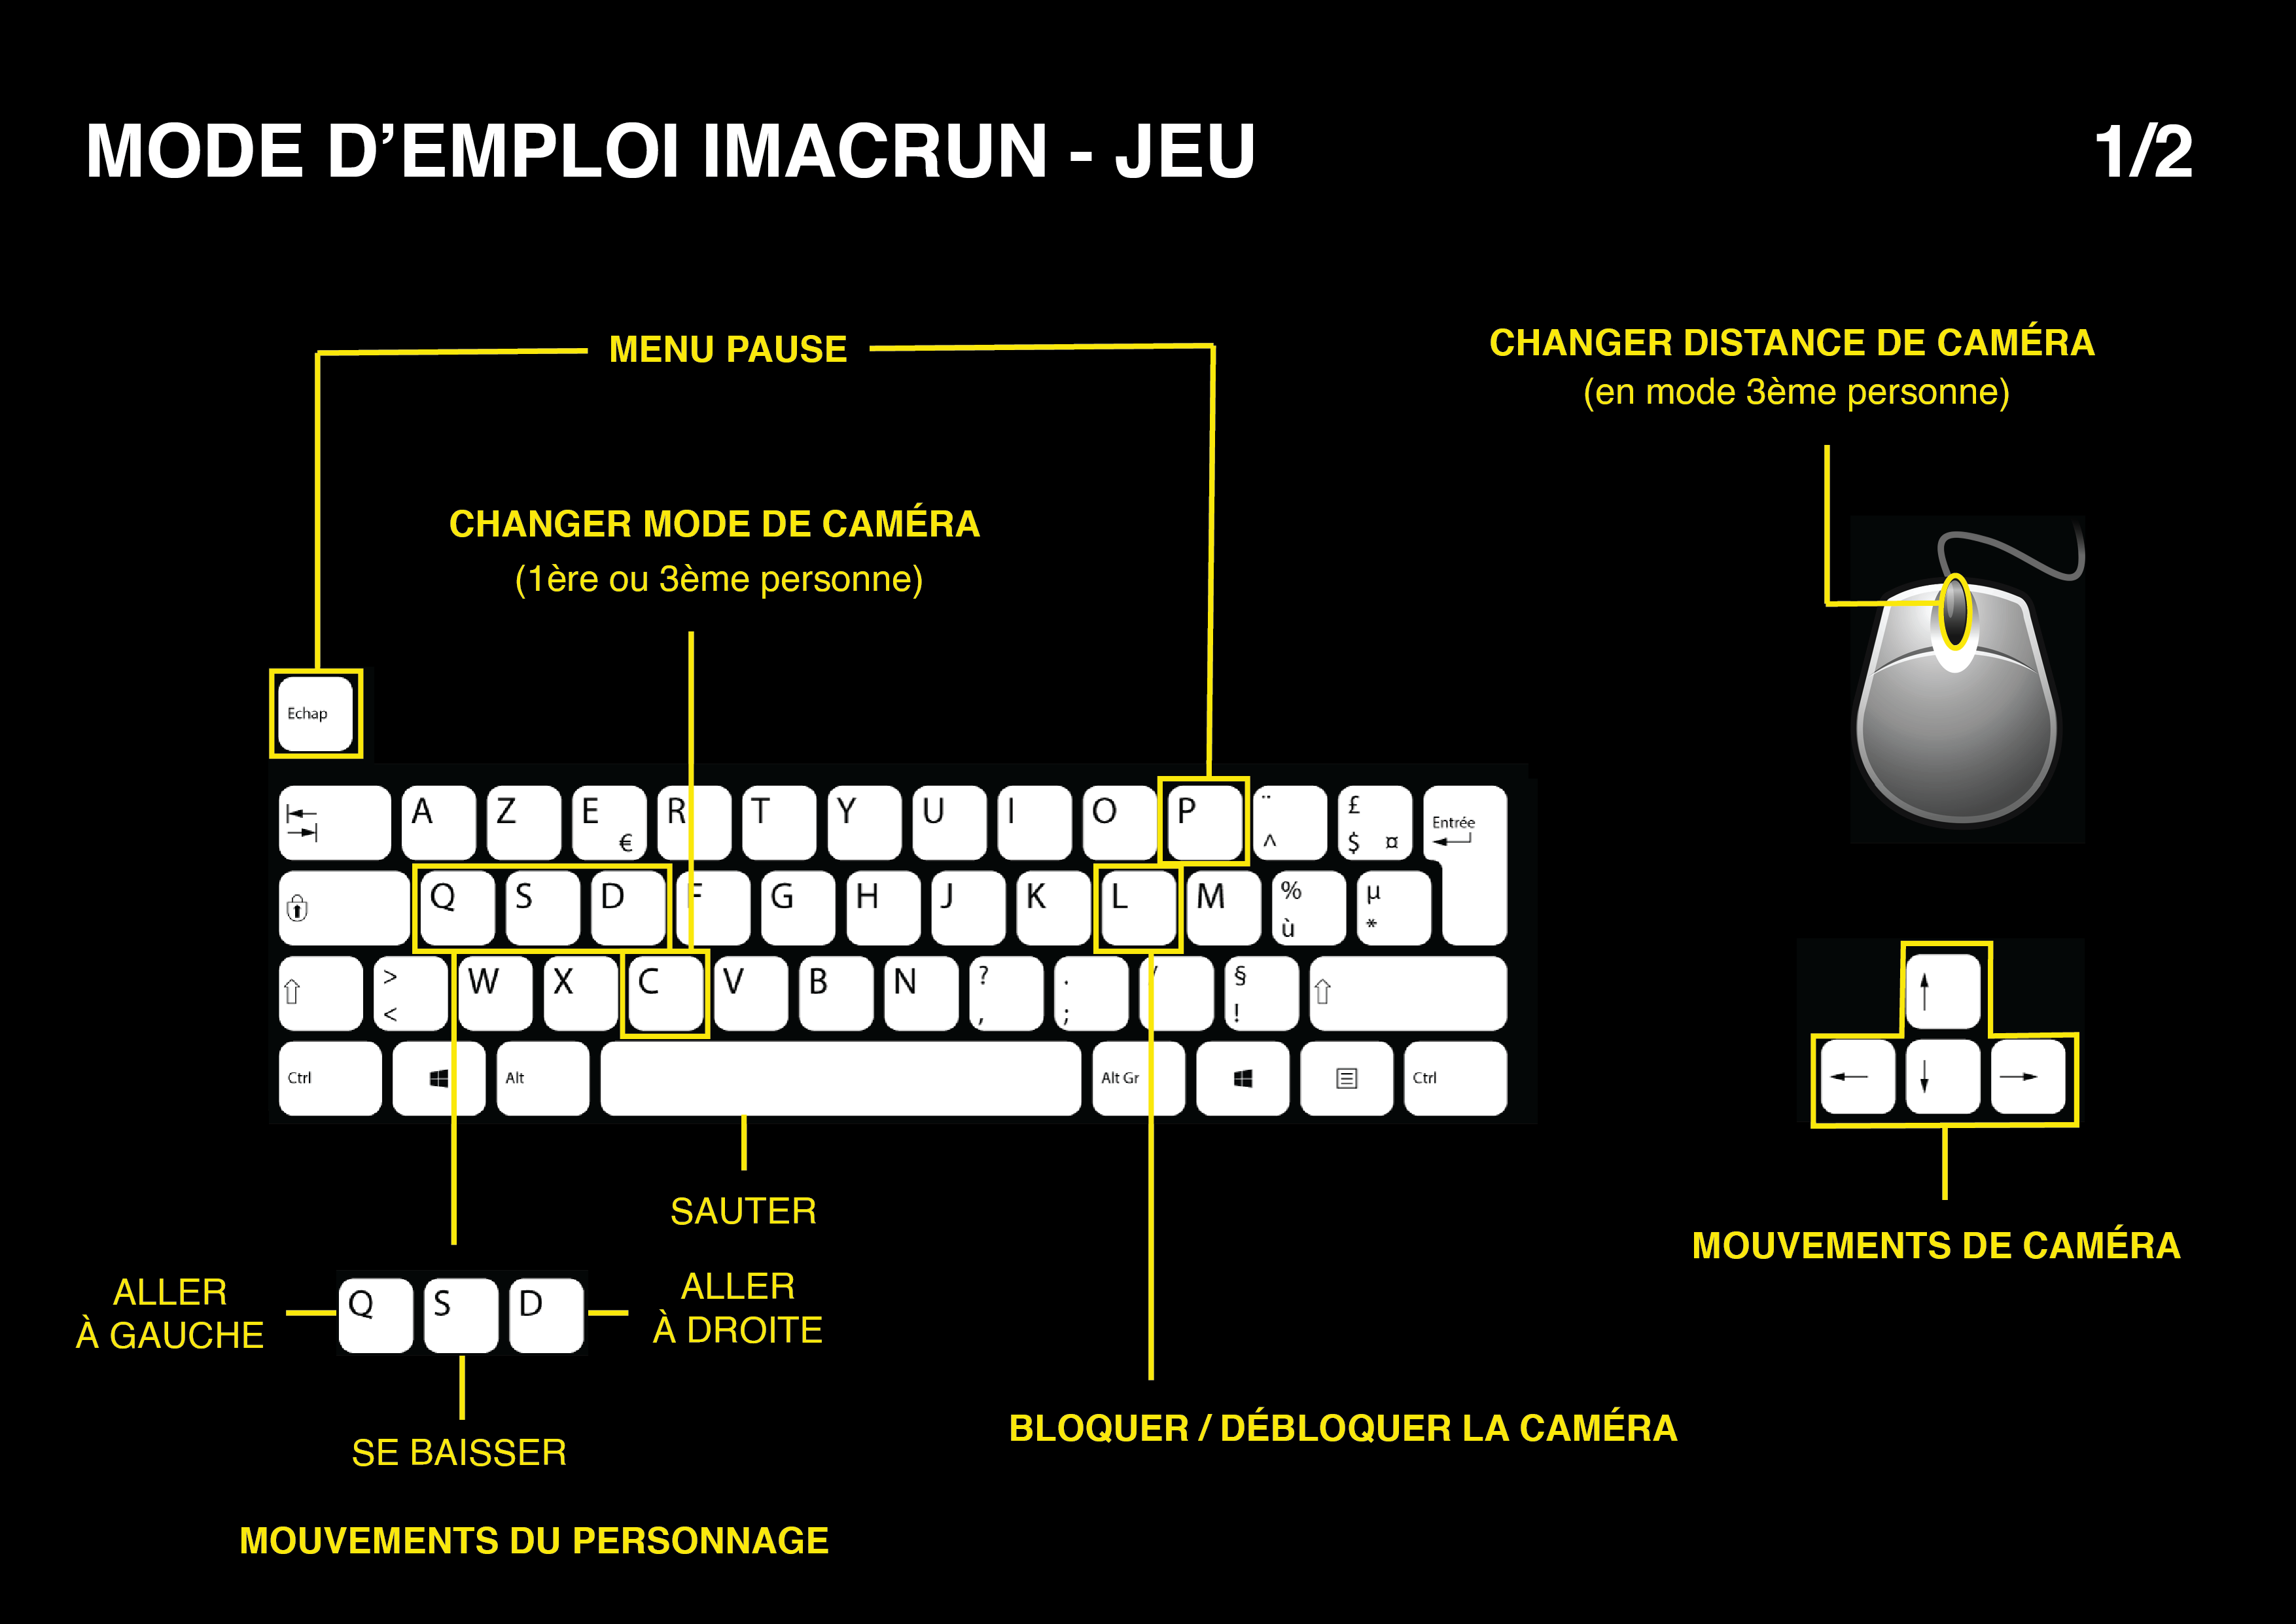 MODE D’EMPLOI IMACRUN - JEU
1/2
MENU PAUSE
CHANGER DISTANCE DE CAMÉRA
(en mode 3ème personne)
CHANGER MODE DE CAMÉRA
(1ère ou 3ème personne)
Echap
A Z E € R T Y U I O P ¨ ^ £ $ ¤ Entrée
Q S D F G H J K L M % ù µ *
> < W X C V B N ? , . ; / § !
Ctrl Alt Alt Gr Ctrl
SAUTER
ALLER
À GAUCHE
Q S D
ALLER
À DROITE
SE BAISSER
MOUVEMENTS DU PERSONNAGE
BLOQUER / DÉBLOQUER LA CAMÉRA
MOUVEMENTS DE CAMÉRA